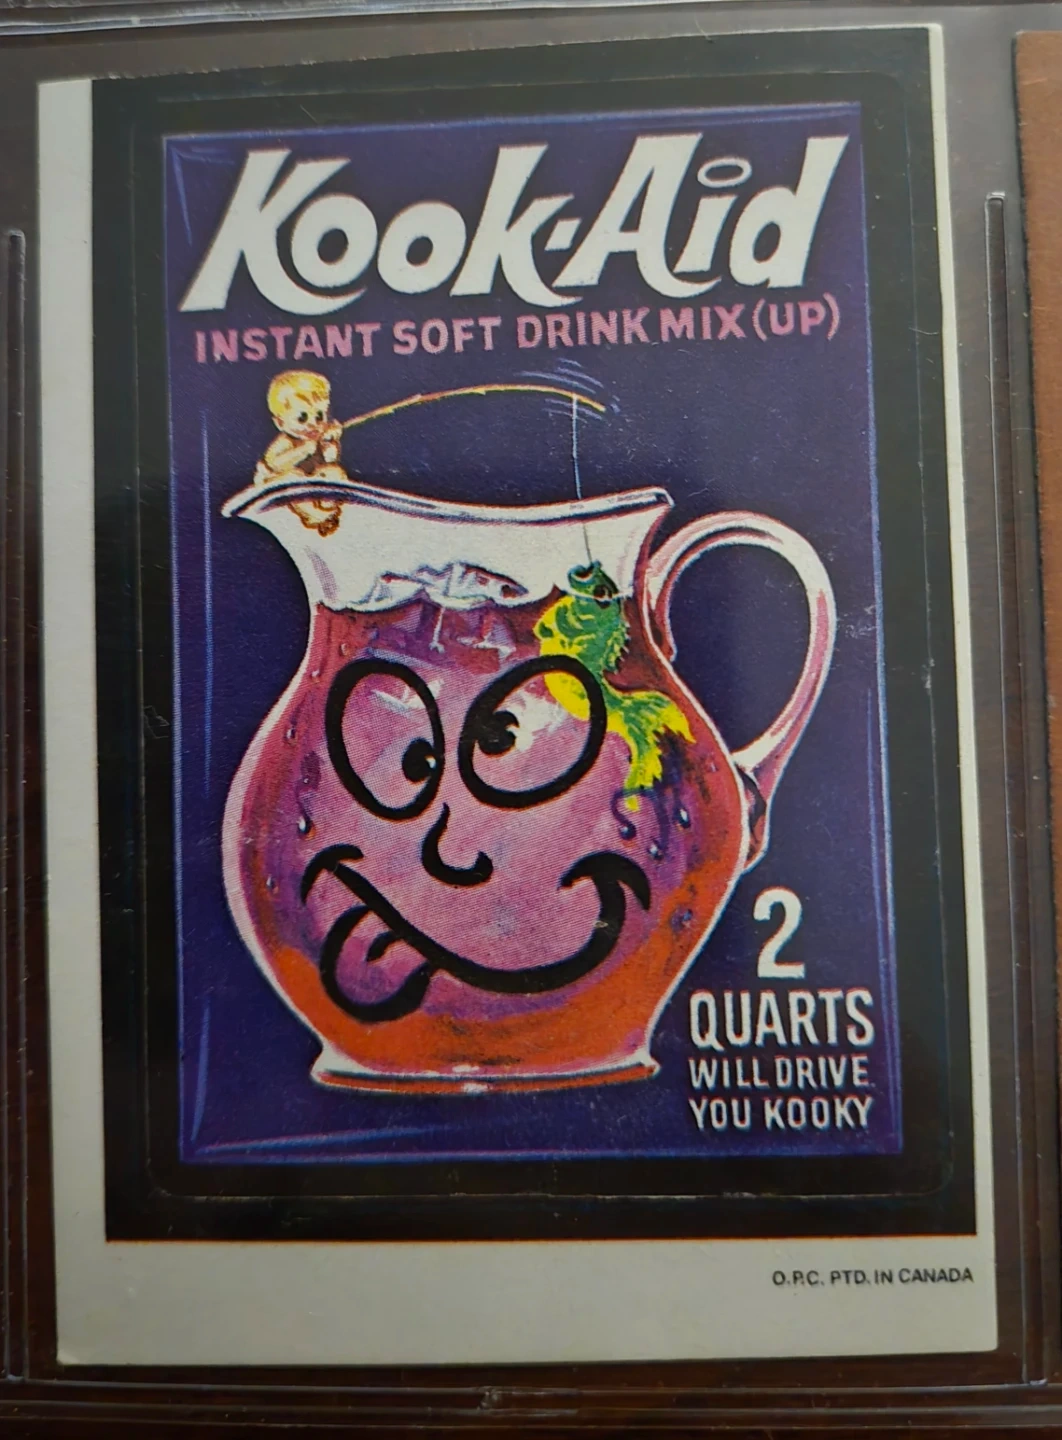 Kook-Aid
INSTANT SOFT DRINK MIX (UP)
2
QUARTS
WILL DRIVE
YOU KOOKY
O.P.C. PTD. IN CANADA